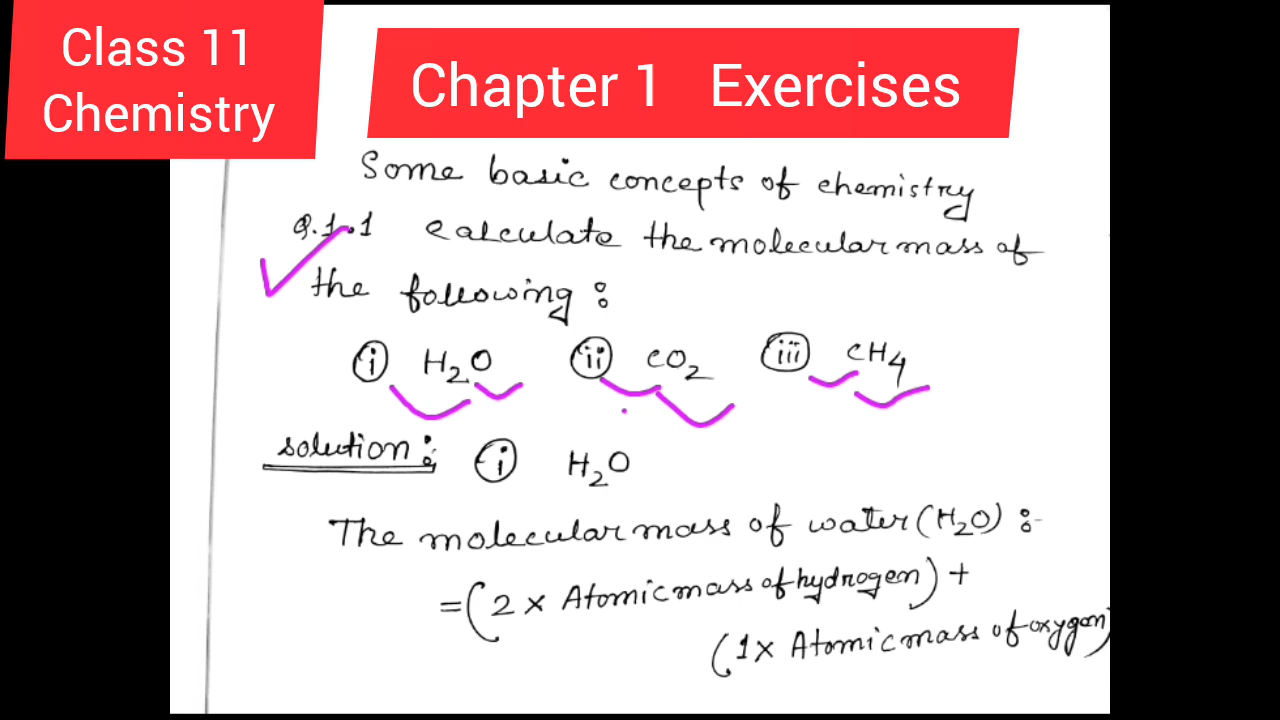 Class 11
Chemistry
Chapter 1 Exercises
Some basic concepts of chemistry
Q.1.1 Calculate the molecular mass of
the following :
(i) H₂O (ii) CO₂ (iii) CH₄
Solution : (i) H₂O
The molecular mass of water (H₂O) :-
= (2 × Atomic mass of hydrogen) +
(1 × Atomic mass of oxygen)